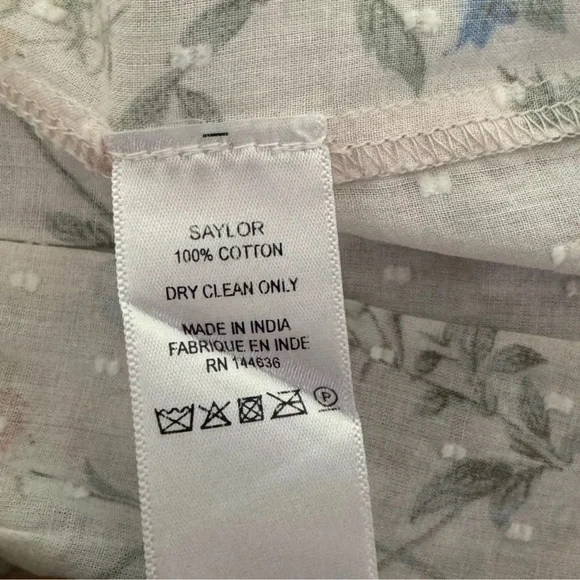 SAYLOR
100% COTTON
DRY CLEAN ONLY
MADE IN INDIA
FABRIQUE EN INDE
RN 144636
P